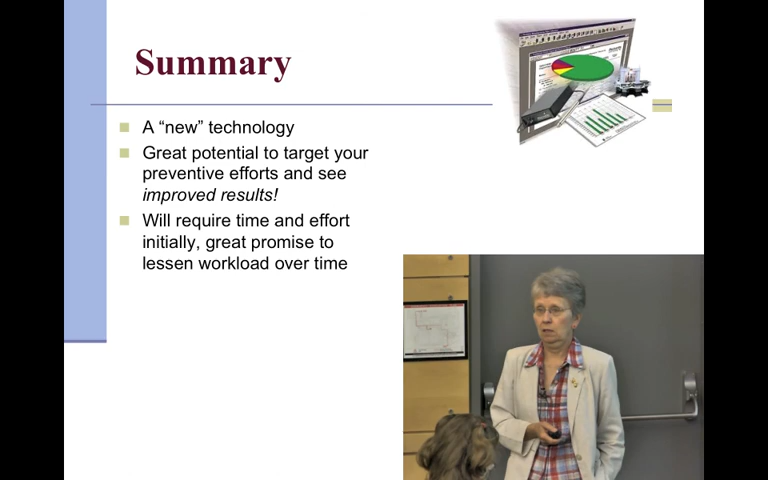 Summary
A “new” technology
Great potential to target your
preventive efforts and see
improved results!
Will require time and effort
initially, great promise to
lessen workload over time